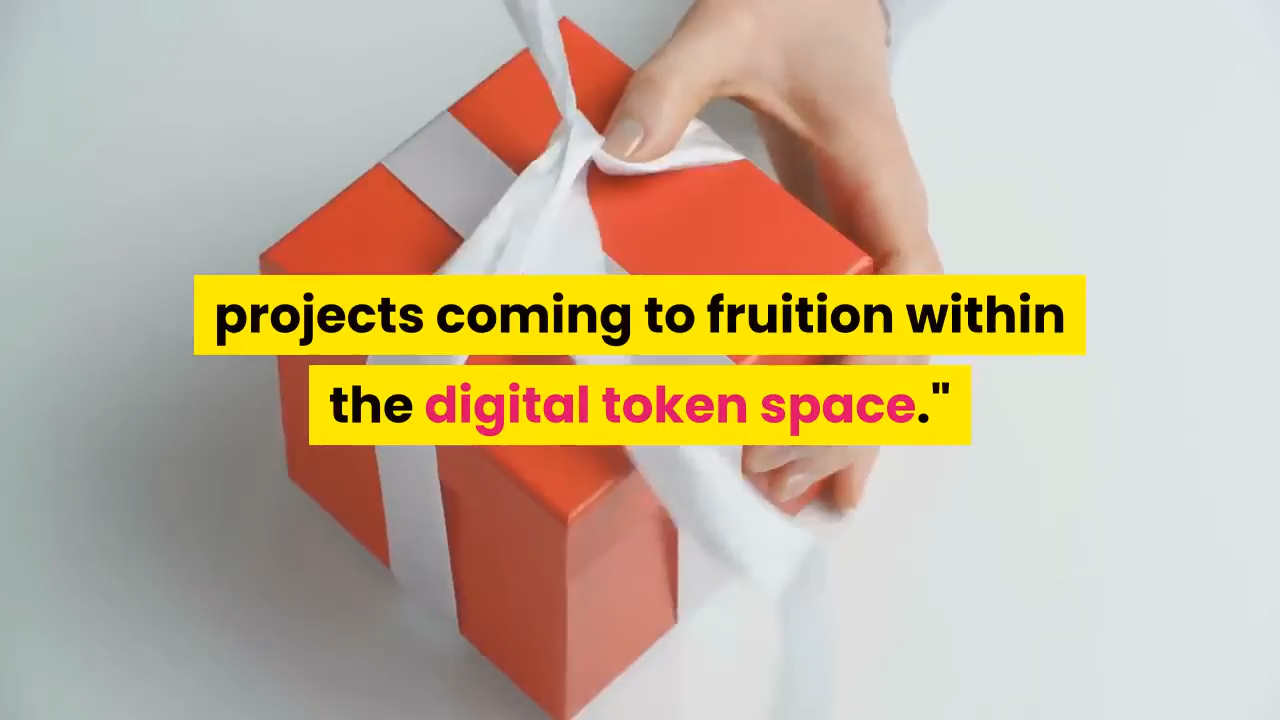 projects coming to fruition within
the digital token space."